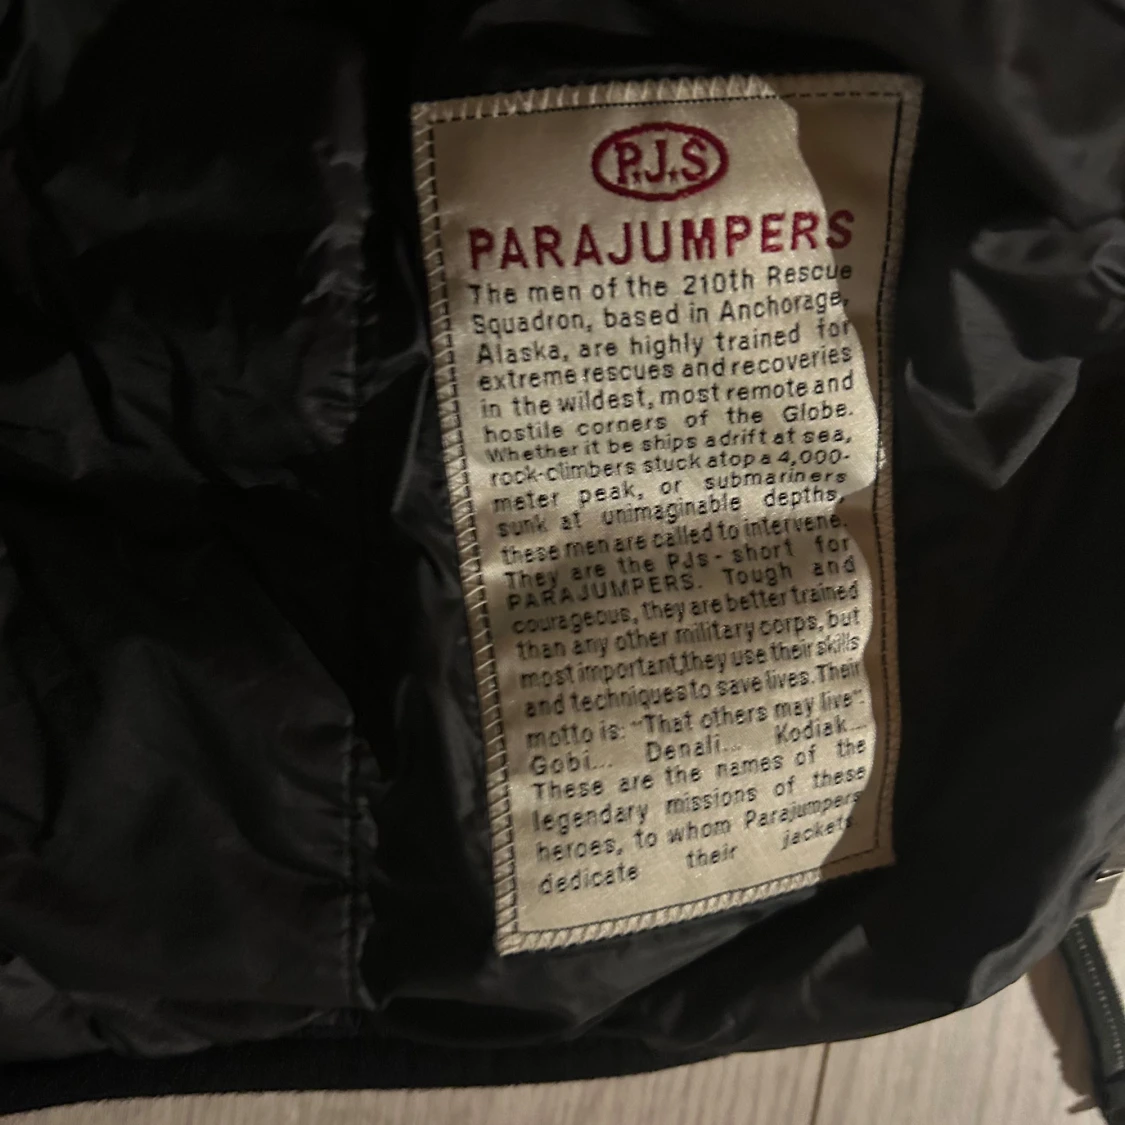 P.J.S
PARAJUMPERS
The men of the 210th Rescue
Squadron, based in Anchorage,
Alaska, are highly trained for
extreme rescues and recoveries
in the wildest, most remote and
hostile corners of the Globe.
Whether it be ships adrift at sea,
rock-climbers stuck atop a 4,000-
meter peak, or submariners
sunk at unimaginable depths,
these men are called to intervene.
They are the PJs - short for
PARAJUMPERS. Tough and
courageous, they are better trained
than any other military corps, but
most important,they use their skills
and techniques to save lives. Their
motto is: "That others may live".
Gobi... Denali... Kodiak...
These are the names of the
legendary missions of these
heroes, to whom Parajumpers
dedicate their jackets.